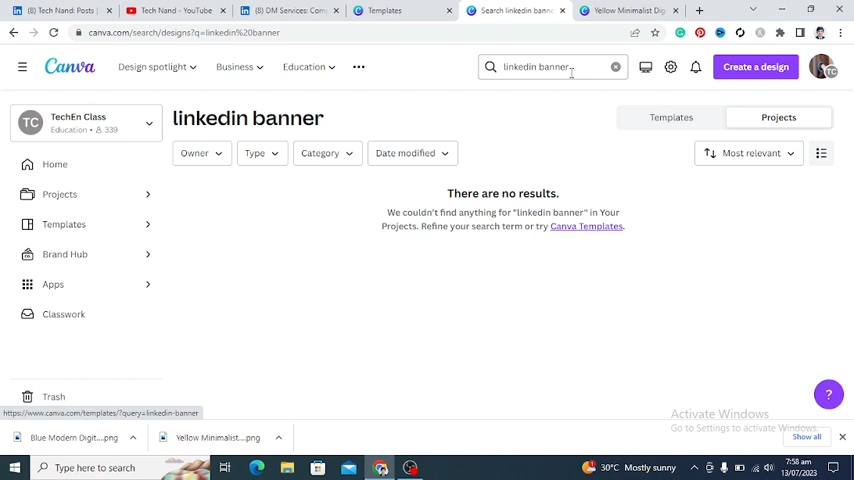 (8) Tech Nand: Posts |
Tech Nand - YouTube
(8) DM Services: Com
Templates
Search linkedin bann
Yellow Minimalist Dig
canva.com/search/designs?q=linkedin%20banner
Canva
Design spotlight
Business
Education
linkedin banner
Create a design
TC
TC
TechEn Class
Education • 339
linkedin banner
Templates
Projects
Owner
Type
Category
Date modified
Most relevant
Home
Projects
Templates
Brand Hub
Apps
Classwork
There are no results.
We couldn't find anything for "linkedin banner" in Your
Projects. Refine your search term or try Canva Templates.
Trash
?
https://www.canva.com/templates/?query=linkedin-banner
Activate Windows
Go to Settings to activate Windows.
Blue Modern Digit....png
Yellow Minimalist....png
Show all
Type here to search
30°C Mostly sunny
7:58 am
13/07/2023